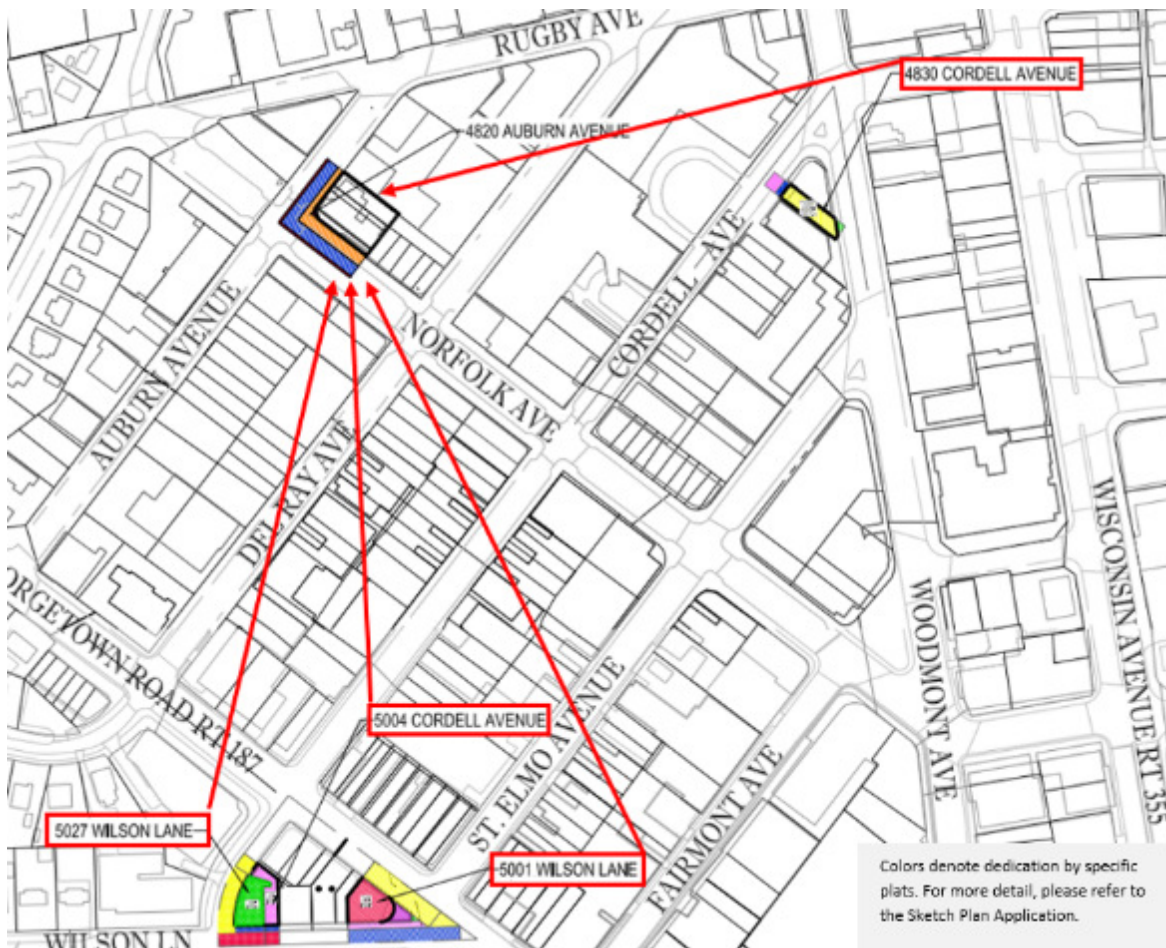 RUGBY AVE
4830 CORDELL AVENUE
4820 AUBURN AVENUE
CORDELL AVE
AUBURN AVENUE
NORFOLK AVE
DEL RAY AVE
WISCONSIN AVENUE RT 355
WOODMONT AVE
ORGETOWN ROAD RT 187
5004 CORDELL AVENUE
ST. ELMO AVENUE
FAIRMONT AVE
5027 WILSON LANE
5001 WILSON LANE
WILSON LN
Colors denote dedication by specific
plats. For more detail, please refer to
the Sketch Plan Application.